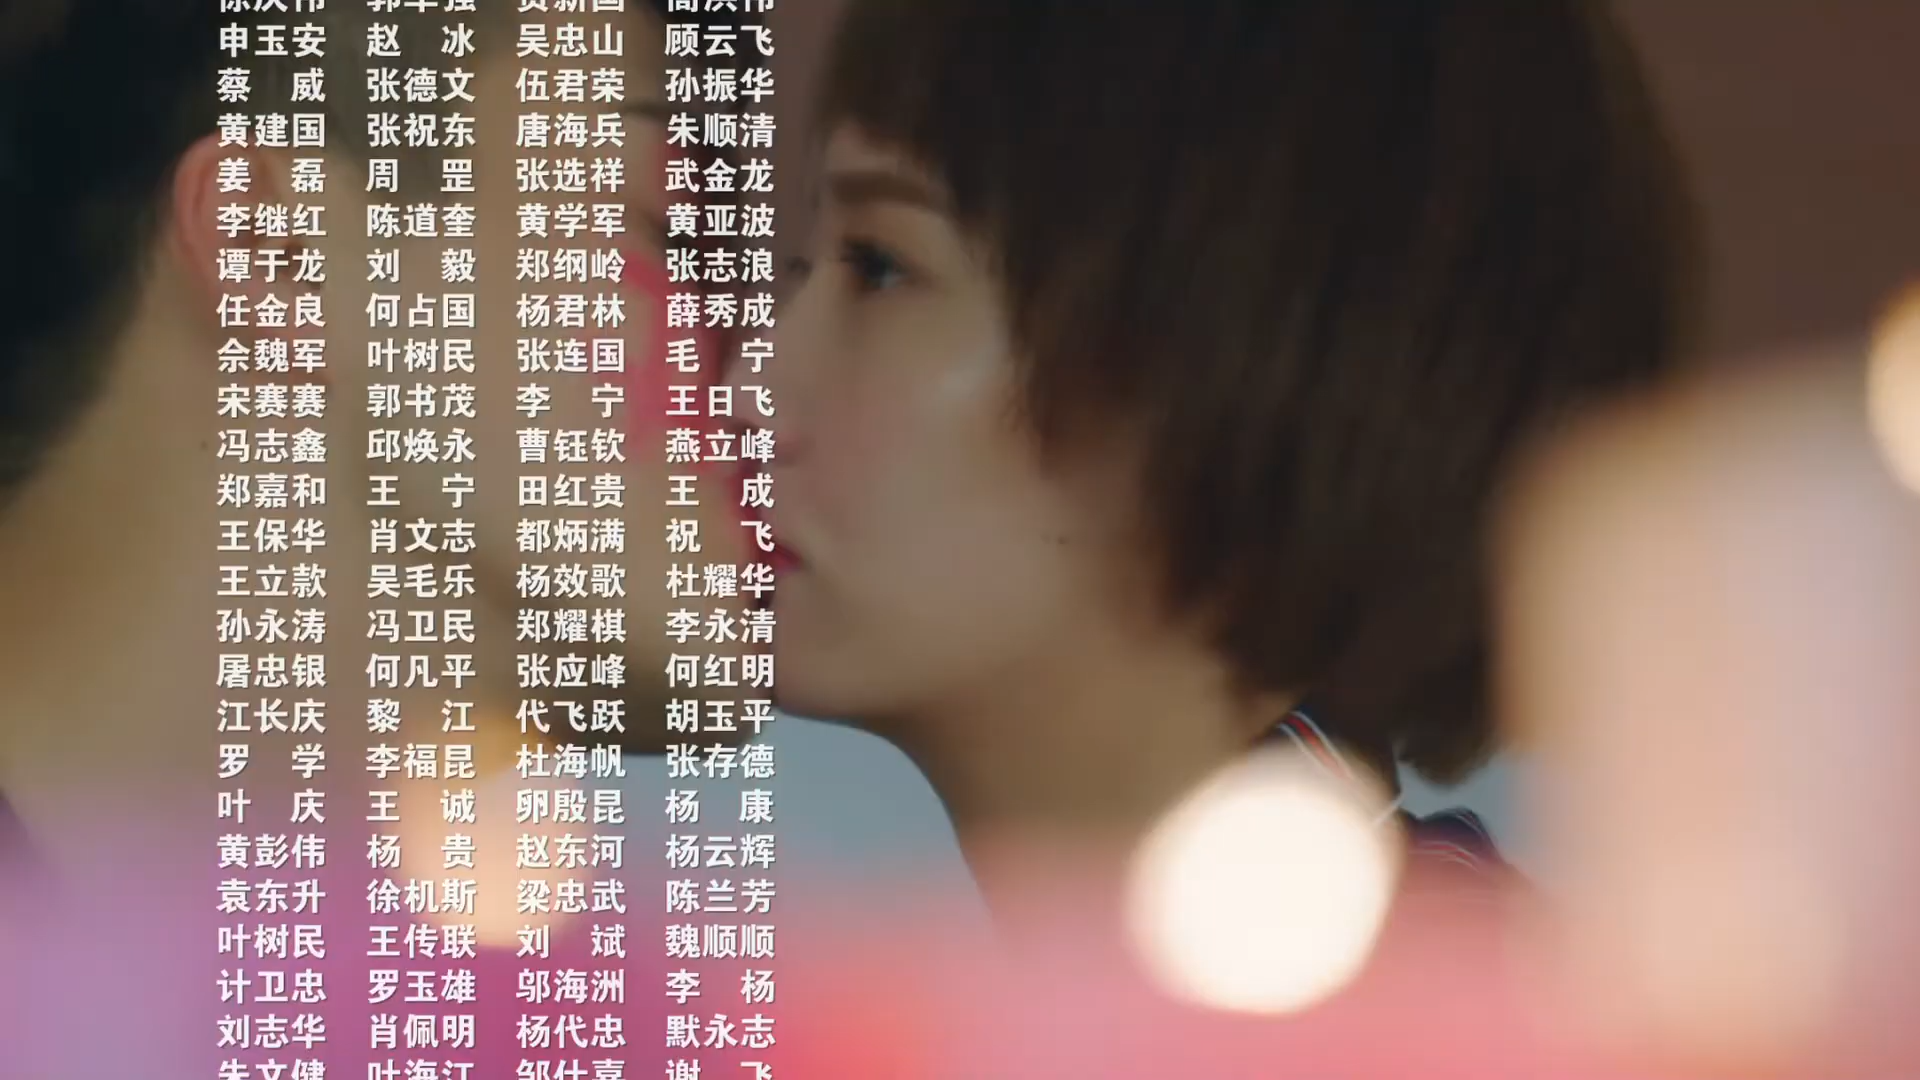 申玉安 赵 冰 吴忠山 顾云飞
蔡 威 张德文 伍君荣 孙振华
黄建国 张祝东 唐海兵 朱顺清
姜 磊 周 罡 张选祥 武金龙
李继红 陈道奎 黄学军 黄亚波
谭于龙 刘 毅 郑纲岭 张志浪
任金良 何占国 杨君林 薛秀成
佘魏军 叶树民 张连国 毛 宁
宋赛赛 郭书茂 李 宁 王日飞
冯志鑫 邱焕永 曹钰钦 燕立峰
郑嘉和 王 宁 田红贵 王 成
王保华 肖文志 都炳满 祝 飞
王立款 吴毛乐 杨效歌 杜耀华
孙永涛 冯卫民 郑耀棋 李永清
屠忠银 何凡平 张应峰 何红明
江长庆 黎 江 代飞跃 胡玉平
罗 学 李福昆 杜海帆 张存德
叶 庆 王 诚 卵殷昆 杨 康
黄彭伟 杨 贵 赵东河 杨云辉
袁东升 徐机斯 梁忠武 陈兰芳
叶树民 王传联 刘 斌 魏顺顺
计卫忠 罗玉雄 邬海洲 李 杨
刘志华 肖佩明 杨代忠 默永志
朱文健 叶海江 邹仕嘉 谢 飞